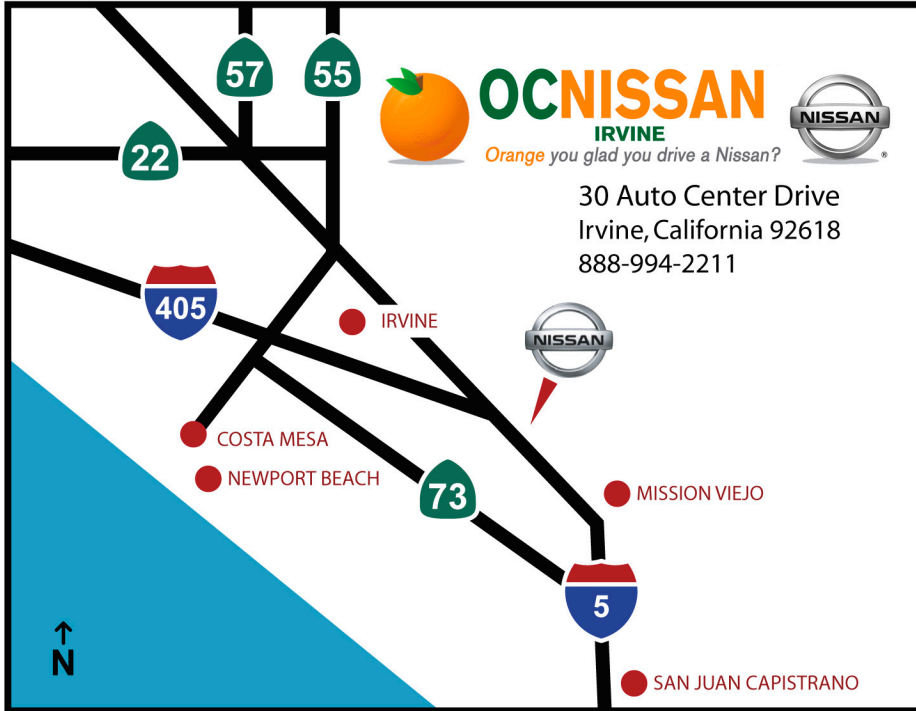 57
55
22
OCNISSAN
IRVINE
Orange you glad you drive a Nissan?
NISSAN
®
30 Auto Center Drive
Irvine, California 92618
888-994-2211
405
IRVINE
NISSAN
COSTA MESA
NEWPORT BEACH
73
MISSION VIEJO
5
N
SAN JUAN CAPISTRANO